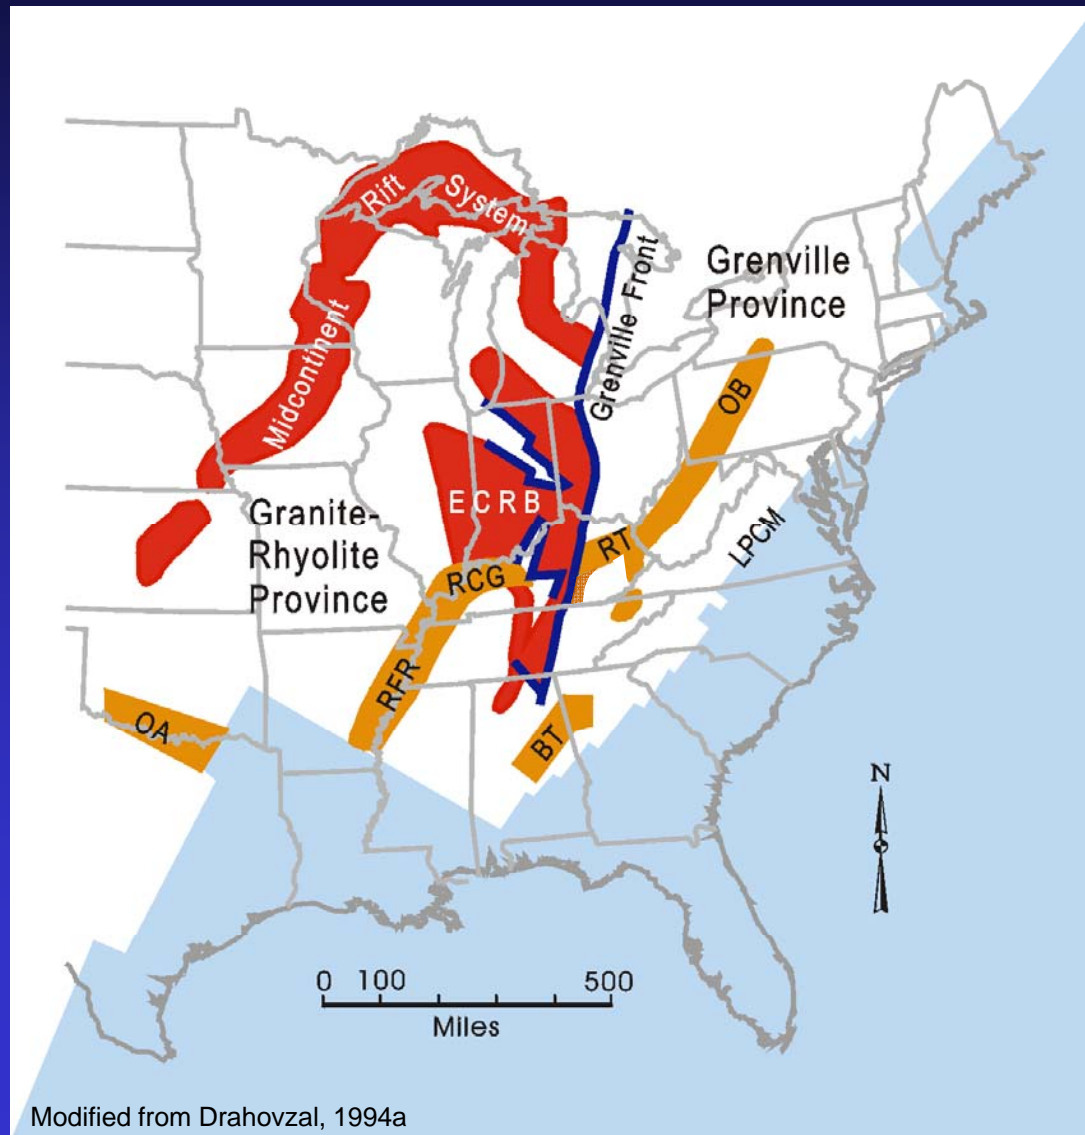 Rift
System
Midcontinent
Grenville Front
Grenville
Province
OB
ECRB
Granite-
Rhyolite
Province
RT
LPCM
RCG
RFR
OA
BT
N
0 100 500
Miles
Modified from Drahovzal, 1994a